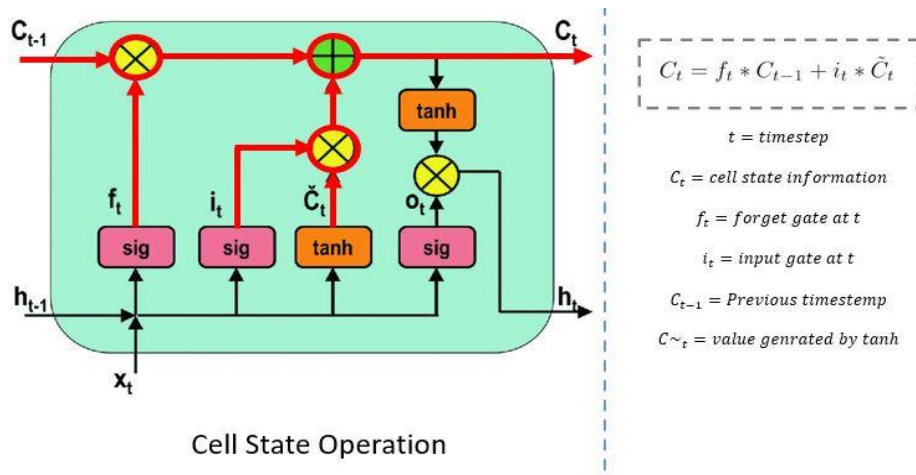 C_{t-1}
C_t
tanh
f_t
i_t
Č_t
o_t
sig
sig
tanh
sig
h_{t-1}
h_t
x_t
Cell State Operation
C_t = f_t * C_{t-1} + i_t * C̃_t
t = timestep
C_t = cell state information
f_t = forget gate at t
i_t = input gate at t
C_{t-1} = Previous timestemp
C~_t = value genrated by tanh